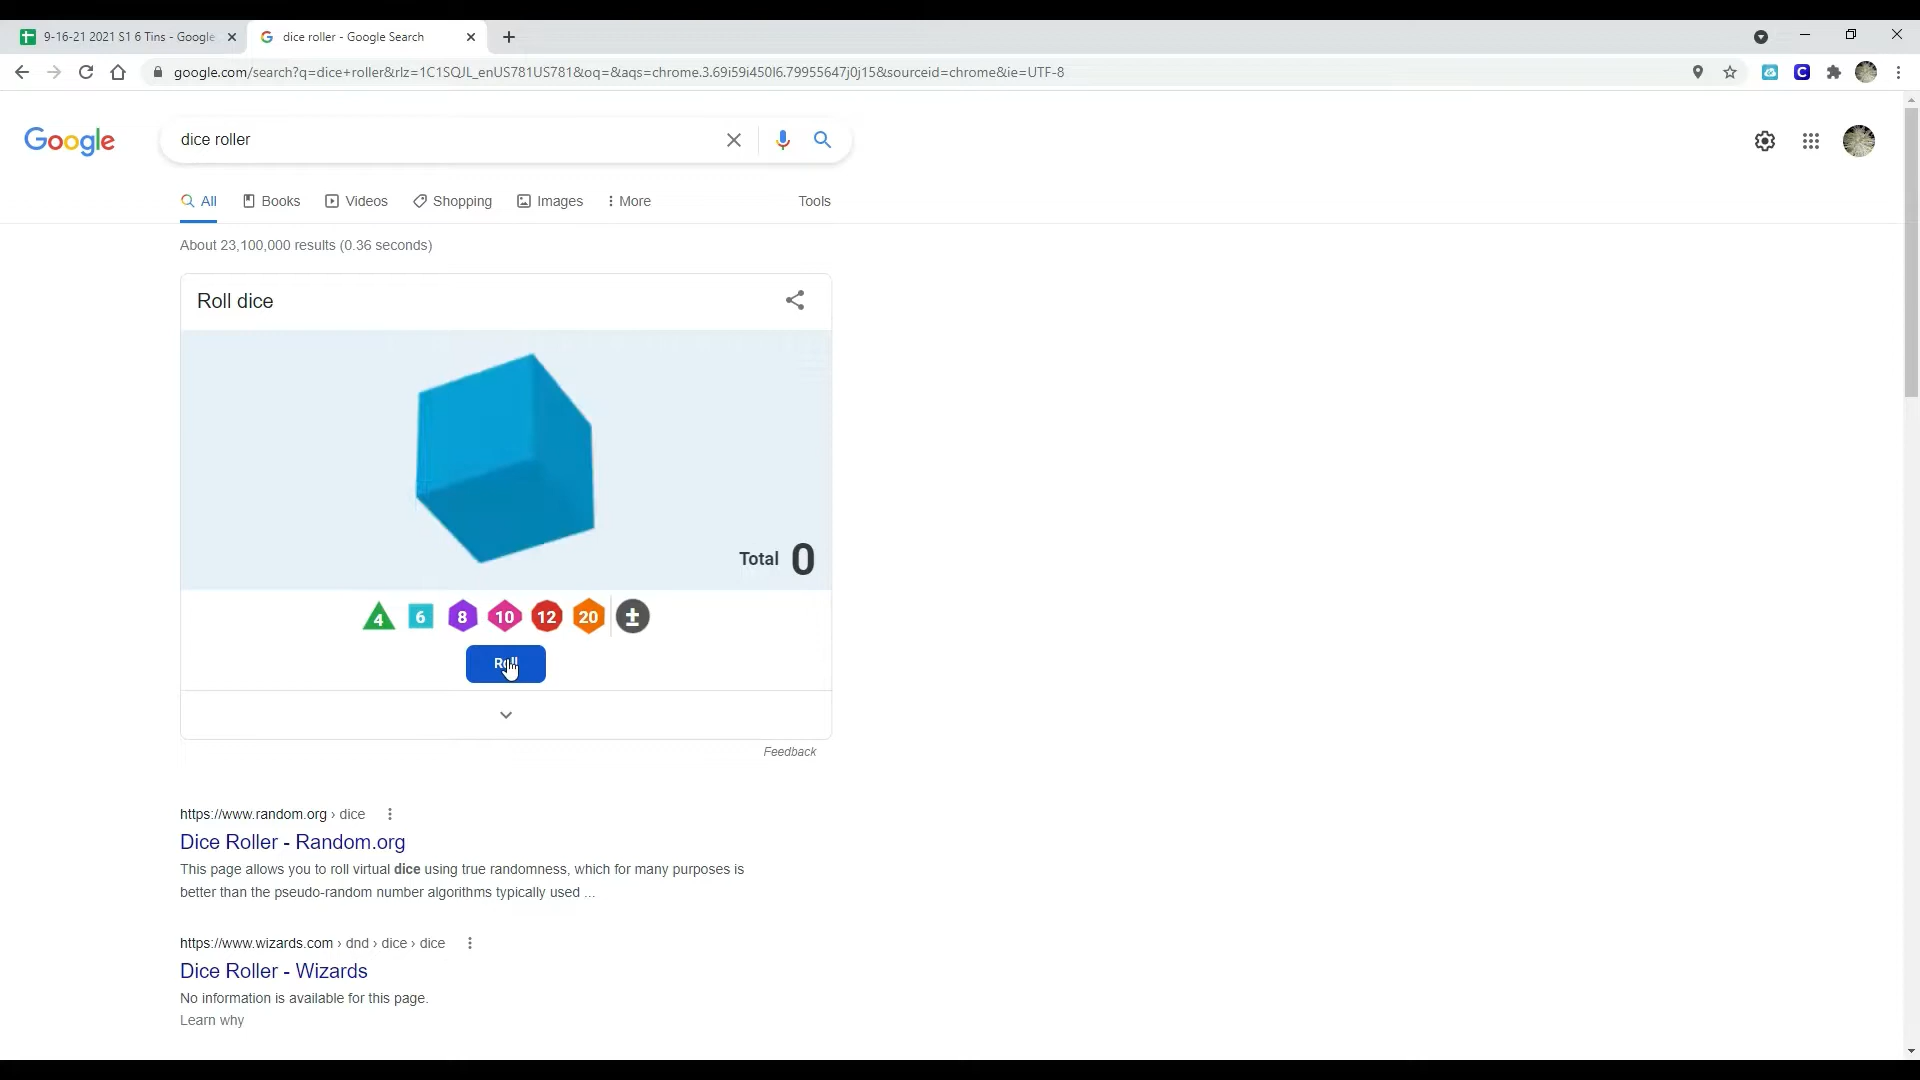 9-16-21 2021 S1 6 Tins - Google
dice roller - Google Search
google.com/search?q=dice+roller&rlz=1C1SQJL_enUS781US781&oq=&aqs=chrome.3.69i59i450l6.79955647j0j15&sourceid=chrome&ie=UTF-8
Google
dice roller
All Books Videos Shopping Images More Tools
About 23,100,000 results (0.36 seconds)
Roll dice
Total 0
4 6 8 10 12 20 ±
Roll
Feedback
https://www.random.org › dice
Dice Roller - Random.org
This page allows you to roll virtual dice using true randomness, which for many purposes is
better than the pseudo-random number algorithms typically used ...
https://www.wizards.com › dnd › dice › dice
Dice Roller - Wizards
No information is available for this page.
Learn why